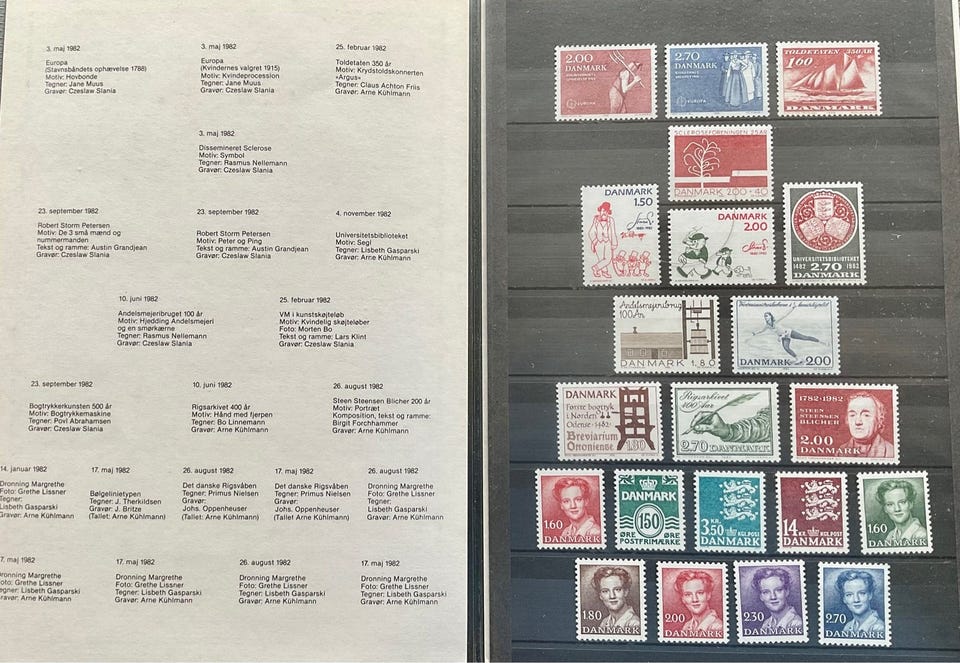 3. maj 1982
Europa
(Stavnsbåndets ophævelse 1788)
Motiv: Hovbonde
Tegner: Jane Muus
Gravør: Czeslaw Slania
3. maj 1982
Europa
(Kvindernes valgret 1915)
Motiv: Kvindeprocession
Tegner: Jane Muus
Gravør: Czeslaw Slania
25. februar 1982
Toldetaten 350 år
Motiv: Krydstoldskonnerten
»Argus«
Tegner: Claus Achton Friis
Gravør: Arne Kühlmann
3. maj 1982
Dissemineret Sclerose
Motiv: Symbol
Tegner: Rasmus Nellemann
Gravør: Czeslaw Slania
23. september 1982
Robert Storm Petersen
Motiv: De 3 små mænd og
nummermanden
Tekst og ramme: Austin Grandjean
Gravør: Czeslaw Slania
23. september 1982
Robert Storm Petersen
Motiv: Peter og Ping
Tekst og ramme: Austin Grandjean
Gravør: Czeslaw Slania
4. november 1982
Universitetsbiblioteket
Motiv: Segl
Tegner: Lisbeth Gasparski
Gravør: Arne Kühlmann
10. juni 1982
Andelsmejeribruget 100 år
Motiv: Hjedding Andelsmejeri
og en smørkærne
Tegner: Rasmus Nellemann
Gravør: Czeslaw Slania
25. februar 1982
VM i kunstskøjteløb
Motiv: Kvindelig skøjteløber
Foto: Morten Bo
Tekst og ramme: Lars Klint
Gravør: Czeslaw Slania
23. september 1982
Bogtrykkerkunsten 500 år
Motiv: Bogtrykkemaskine
Tegner: Povl Abrahamsen
Gravør: Czeslaw Slania
10. juni 1982
Rigsarkivet 400 år
Motiv: Hånd med fjerpen
Tegner: Bo Linnemann
Gravør: Arne Kühlmann
26. august 1982
Steen Steensen Blicher 200 år
Motiv: Portræt
Komposition, tekst og ramme:
Birgit Forchhammer
Gravør: Arne Kühlmann
14. januar 1982
Dronning Margrethe
Foto: Grethe Lissner
Tegner:
Lisbeth Gasparski
Gravør: Arne Kühlmann
17. maj 1982
Bølgelinietypen
Tegner: J. Therkildsen
Gravør: J. Britze
(Tallet: Arne Kühlmann)
26. august 1982
Det danske Rigsvåben
Tegner: Primus Nielsen
Gravør:
Johs. Oppenheuser
(Tallet: Arne Kühlmann)
17. maj 1982
Det danske Rigsvåben
Tegner: Primus Nielsen
Gravør:
Johs. Oppenheuser
(Tallet Arne Kühlmann)
26. august 1982
Dronning Margrethe
Foto: Grethe Lissner
Tegner: Lisbeth
Gasparski
Gravør: Arne Kühlmann
7. maj 1982
Dronning Margrethe
Foto: Grethe Lissner
Tegner: Lisbeth Gasparski
Gravør: Arne Kühlmann
17. maj 1982
Dronning Margrethe
Foto: Grethe Lissner
Tegner: Lisbeth Gasparski
Gravør: Arne Kühlmann
26. august 1982
Dronning Margrethe
Foto: Grethe Lissner
Tegner: Lisbeth Gasparski
Gravør: Arne Kühlmann
17. maj 1982
Dronning Margrethe
Foto: Grethe Lissner
Tegner: Lisbeth Gasparski
Gravør: Arne Kühlmann
2.00
DANMARK
EUROPA
2.70
DANMARK
EUROPA
TOLDETATEN 350 ÅR
160
DANMARK
SCLEROSEFORENINGEN 25 ÅR
DANMARK 200+40
DANMARK
1.50
DANMARK
2.00
UNIVERSITETSBIBLIOTHEKET
1482 2.70 1982
DANMARK
Andelsmejeribrug
100 År
DANMARK 1.80
DANMARK 2.00
DANMARK
Første bogtryk
i Norden
Odense 1482
Breviarium
Ottoniense 1.80
Rigsarkivet
400 Aar
2.70 DANMARK
1782-1982
STEEN
STEENSEN
BLICHER
2.00
DANMARK
1.60
DANMARK
DANMARK
150
ØRE ØRE
POSTFRIMÆRKE
3.50 KR. KGL.POST
DANMARK
14 KR. KGL.POST
DANMARK
1.60
DANMARK
1.80
DANMARK
2.00
DANMARK
2.30
DANMARK
2.70
DANMARK